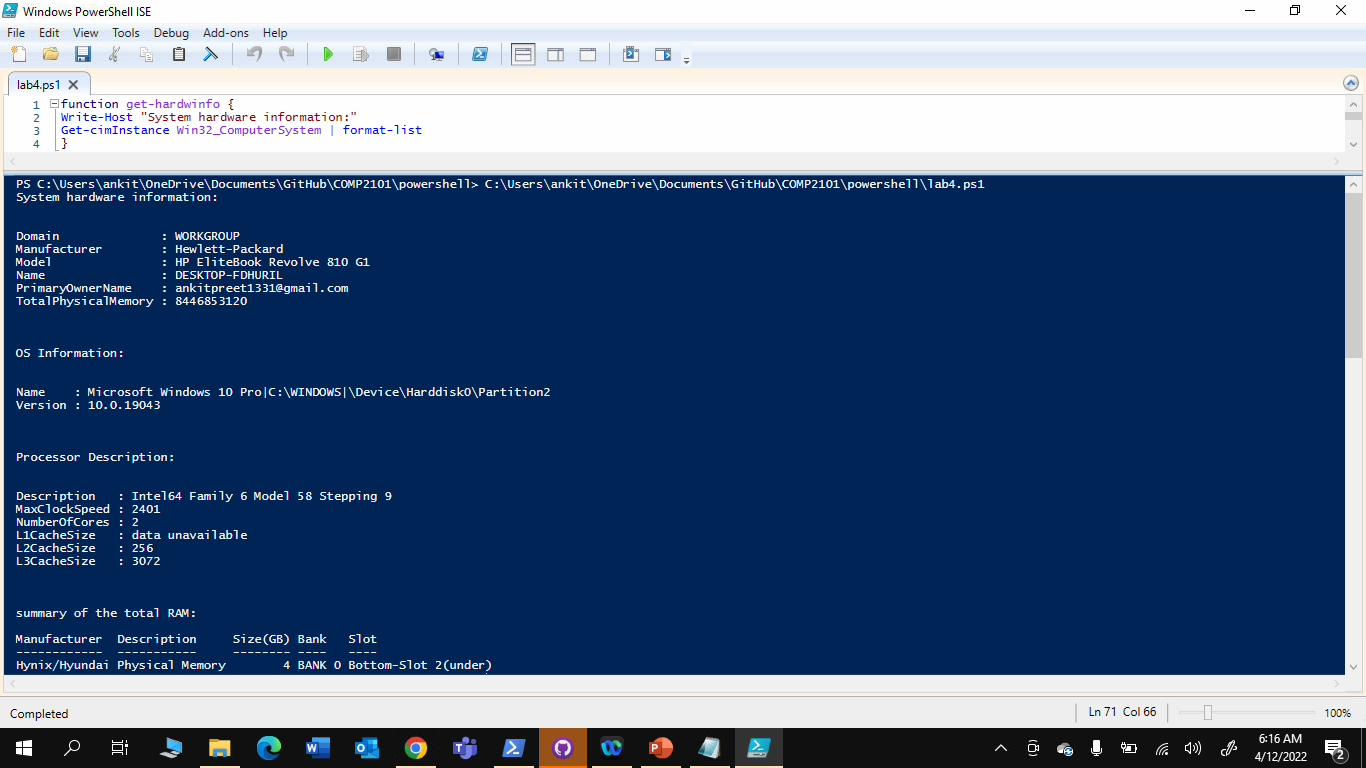 Windows PowerShell ISE
File Edit View Tools Debug Add-ons Help
lab4.ps1
1 function get-hardwinfo {
2 Write-Host "System hardware information:"
3 Get-cimInstance Win32_ComputerSystem | format-list
4 }
PS C:\Users\ankit\OneDrive\Documents\GitHub\COMP2101\powershell> C:\Users\ankit\OneDrive\Documents\GitHub\COMP2101\powershell\lab4.ps1
System hardware information:
Domain : WORKGROUP
Manufacturer : Hewlett-Packard
Model : HP EliteBook Revolve 810 G1
Name : DESKTOP-FDHURIL
PrimaryOwnerName : ankitpreet1331@gmail.com
TotalPhysicalMemory : 8446853120
OS Information:
Name : Microsoft Windows 10 Pro|C:\WINDOWS|\Device\Harddisk0\Partition2
Version : 10.0.19043
Processor Description:
Description : Intel64 Family 6 Model 58 Stepping 9
MaxClockSpeed : 2401
NumberOfCores : 2
L1CacheSize : data unavailable
L2CacheSize : 256
L3CacheSize : 3072
summary of the total RAM:
Manufacturer Description Size(GB) Bank Slot
------------ ----------- -------- ---- ----
Hynix/Hyundai Physical Memory 4 BANK 0 Bottom-Slot 2(under)
Completed
Ln 71 Col 66
100%
6:16 AM
4/12/2022
2